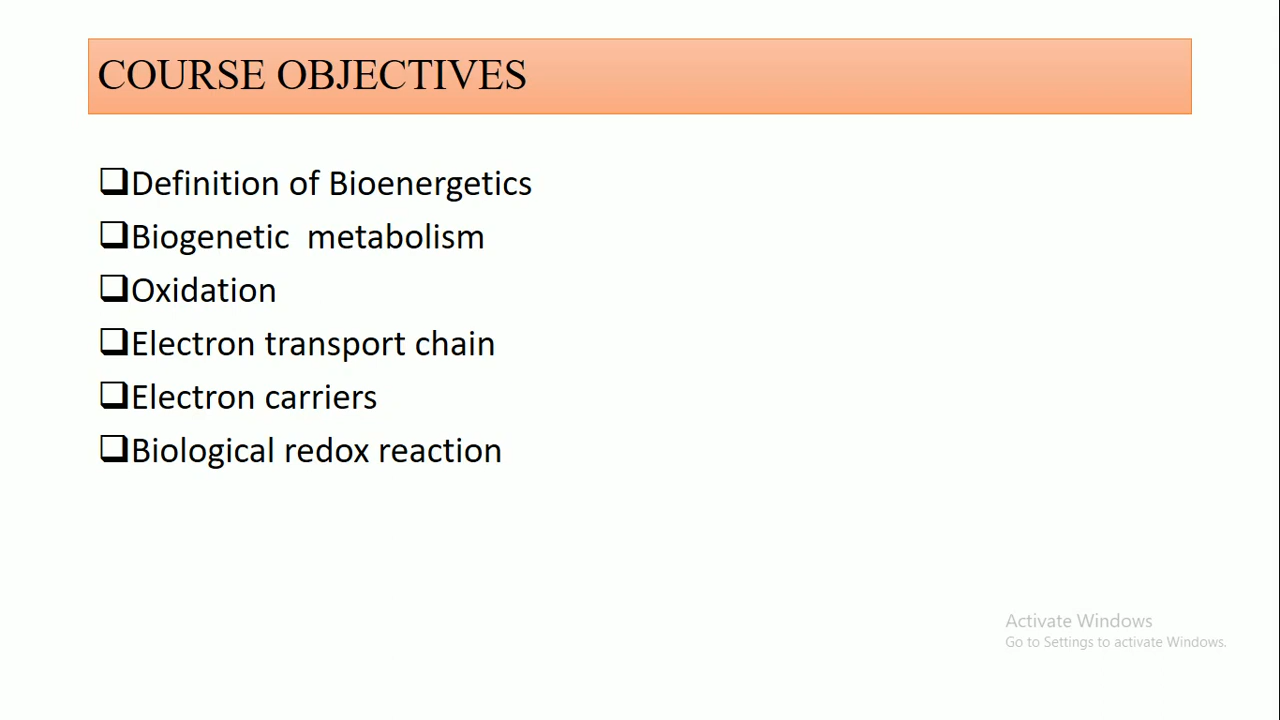 COURSE OBJECTIVES
Definition of Bioenergetics
Biogenetic metabolism
Oxidation
Electron transport chain
Electron carriers
Biological redox reaction
Activate Windows
Go to Settings to activate Windows.